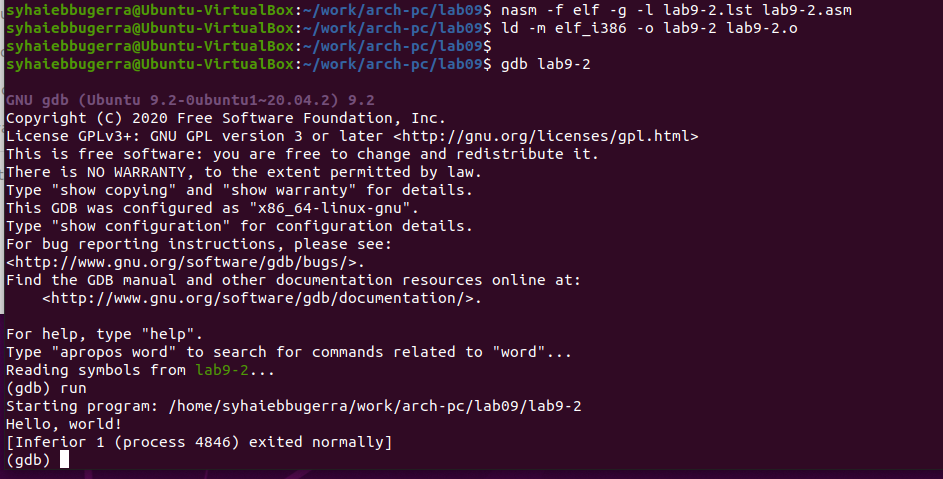 syhaiebbugerra@Ubuntu-VirtualBox:~/work/arch-pc/lab09$ nasm -f elf -g -l lab9-2.lst lab9-2.asm
syhaiebbugerra@Ubuntu-VirtualBox:~/work/arch-pc/lab09$ ld -m elf_i386 -o lab9-2 lab9-2.o
syhaiebbugerra@Ubuntu-VirtualBox:~/work/arch-pc/lab09$
syhaiebbugerra@Ubuntu-VirtualBox:~/work/arch-pc/lab09$ gdb lab9-2
GNU gdb (Ubuntu 9.2-0ubuntu1~20.04.2) 9.2
Copyright (C) 2020 Free Software Foundation, Inc.
License GPLv3+: GNU GPL version 3 or later <http://gnu.org/licenses/gpl.html>
This is free software: you are free to change and redistribute it.
There is NO WARRANTY, to the extent permitted by law.
Type "show copying" and "show warranty" for details.
This GDB was configured as "x86_64-linux-gnu".
Type "show configuration" for configuration details.
For bug reporting instructions, please see:
<http://www.gnu.org/software/gdb/bugs/>.
Find the GDB manual and other documentation resources online at:
    <http://www.gnu.org/software/gdb/documentation/>.
For help, type "help".
Type "apropos word" to search for commands related to "word"...
Reading symbols from lab9-2...
(gdb) run
Starting program: /home/syhaiebbugerra/work/arch-pc/lab09/lab9-2
Hello, world!
[Inferior 1 (process 4846) exited normally]
(gdb)